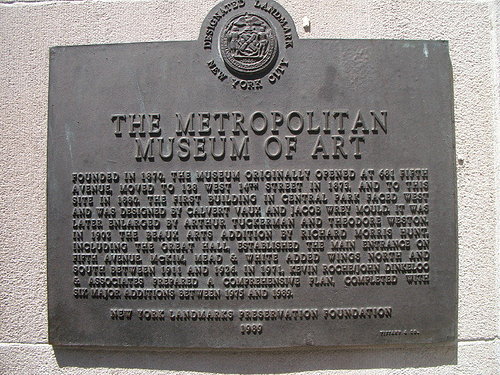 DESIGNATED LANDMARK
NEW YORK CITY
THE METROPOLITAN
MUSEUM OF ART
FOUNDED IN 1870, THE MUSEUM ORIGINALLY OPENED AT 681 FIFTH
AVENUE, MOVED TO 128 WEST 14TH STREET IN 1873, AND TO THIS
SITE IN 1880. THE FIRST BUILDING IN CENTRAL PARK FACED WEST
AND WAS DESIGNED BY CALVERT VAUX AND JACOB WREY MOULD. IT WAS
LATER ENLARGED BY ARTHUR TUCKERMAN AND THEODORE WESTON.
IN 1902 THE BEAUX ARTS ADDITION BY RICHARD MORRIS HUNT,
INCLUDING THE GREAT HALL, ESTABLISHED THE MAIN ENTRANCE ON
FIFTH AVENUE. MCKIM, MEAD & WHITE ADDED WINGS NORTH AND
SOUTH BETWEEN 1911 AND 1926. IN 1971, KEVIN ROCHE/JOHN DINKELOO
& ASSOCIATES PREPARED A COMPREHENSIVE PLAN, COMPLETED WITH
SIX MAJOR ADDITIONS BETWEEN 1975 AND 1989.
NEW YORK LANDMARKS PRESERVATION FOUNDATION
1989
TIFFANY & CO.